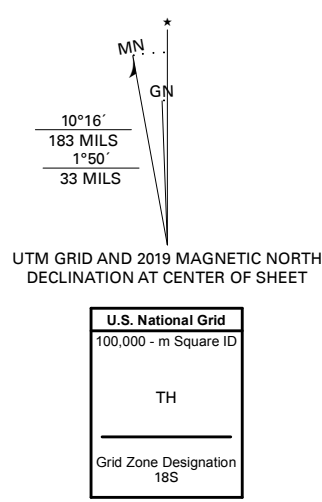 MN
GN
10°16´
183 MILS
1°50´
33 MILS
UTM GRID AND 2019 MAGNETIC NORTH
DECLINATION AT CENTER OF SHEET
U.S. National Grid
100,000 - m Square ID
TH
Grid Zone Designation
18S